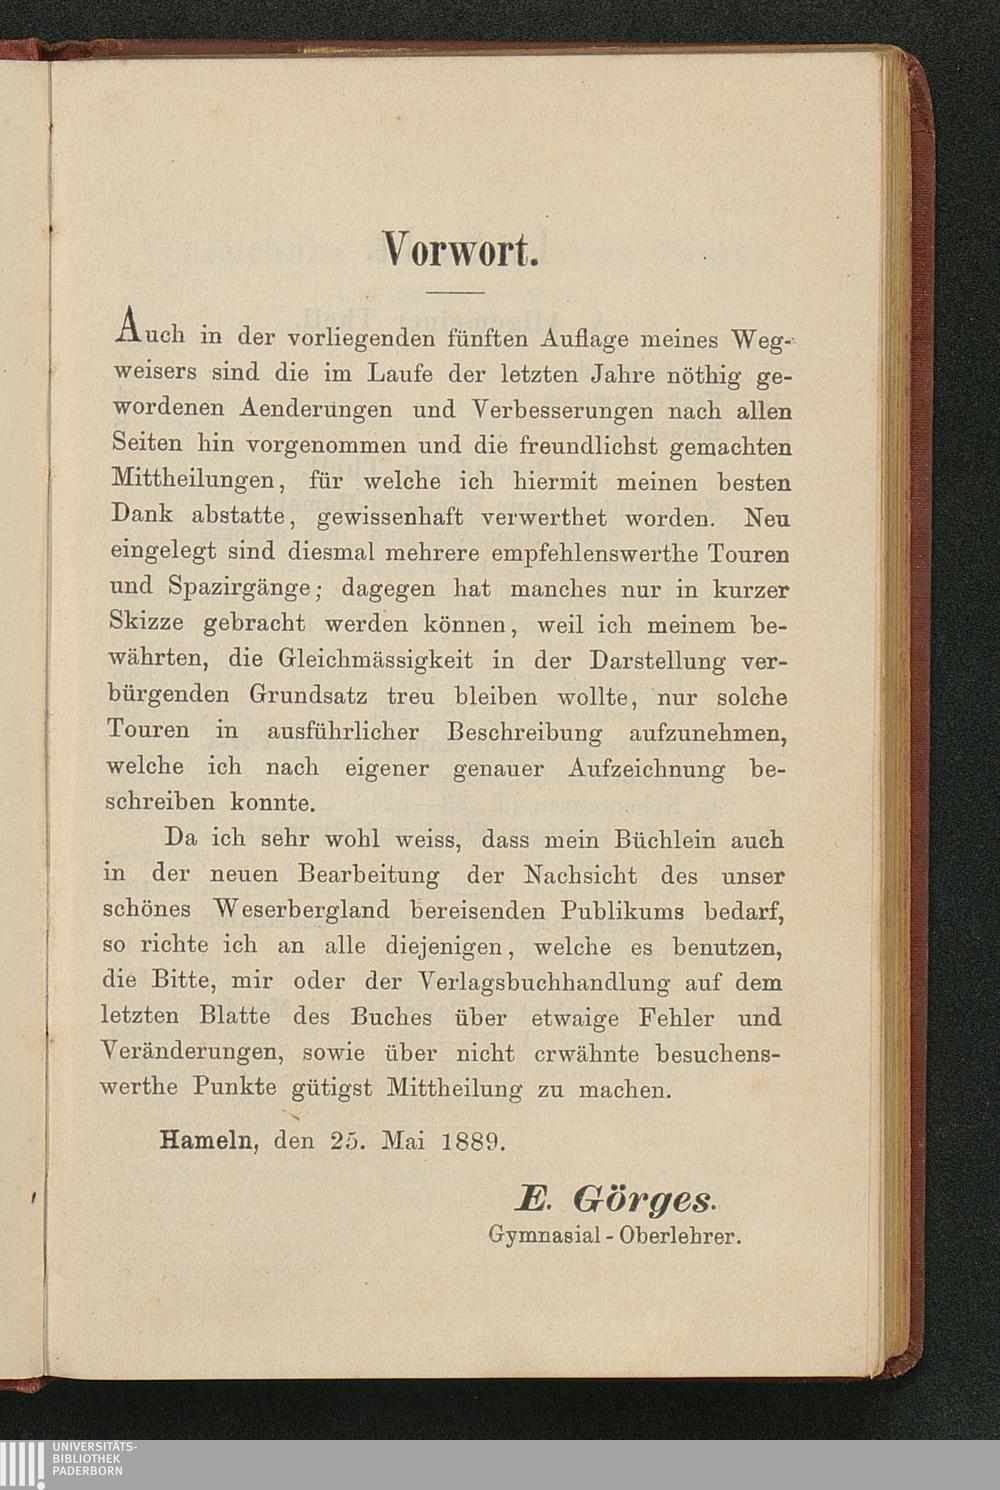 Vorwort.
Auch in der vorliegenden fünften Auflage meines Weg-
weisers sind die im Laufe der letzten Jahre nöthig ge-
wordenen Aenderungen und Verbesserungen nach allen
Seiten hin vorgenommen und die freundlichst gemachten
Mittheilungen, für welche ich hiermit meinen besten
Dank abstatte, gewissenhaft verwerthet worden. Neu
eingelegt sind diesmal mehrere empfehlenswerthe Touren
und Spazirgänge; dagegen hat manches nur in kurzer
Skizze gebracht werden können, weil ich meinem be-
währten, die Gleichmässigkeit in der Darstellung ver-
bürgenden Grundsatz treu bleiben wollte, nur solche
Touren in ausführlicher Beschreibung aufzunehmen,
welche ich nach eigener genauer Aufzeichnung be-
schreiben konnte.
Da ich sehr wohl weiss, dass mein Büchlein auch
in der neuen Bearbeitung der Nachsicht des unser
schönes Weserbergland bereisenden Publikums bedarf,
so richte ich an alle diejenigen, welche es benutzen,
die Bitte, mir oder der Verlagsbuchhandlung auf dem
letzten Blatte des Buches über etwaige Fehler und
Veränderungen, sowie über nicht erwähnte besuchens-
werthe Punkte gütigst Mittheilung zu machen.
Hameln, den 25. Mai 1889.
E. Görges.
Gymnasial-Oberlehrer.
UNIVERSITÄTS-
BIBLIOTHEK
PADERBORN